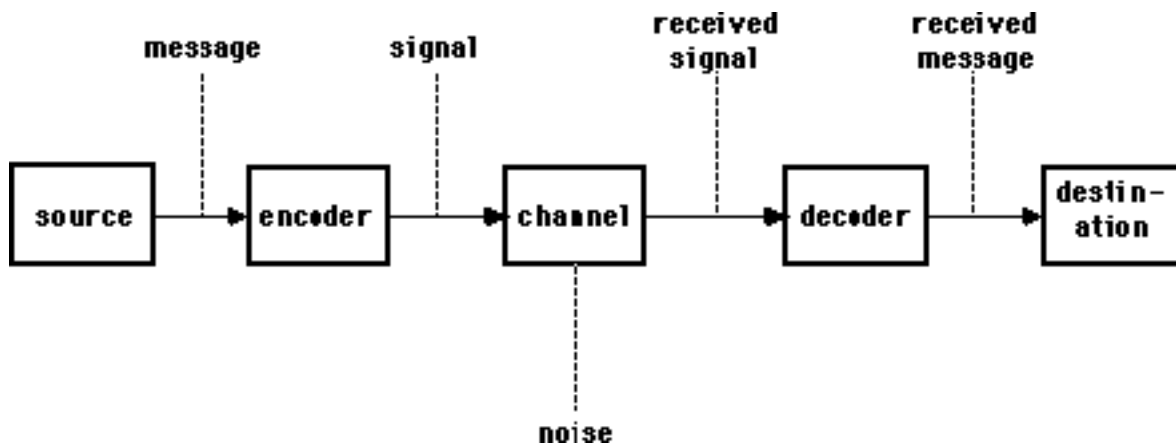 message
signal
received
signal
received
message
source
encoder
channel
decoder
destin-
ation
noise